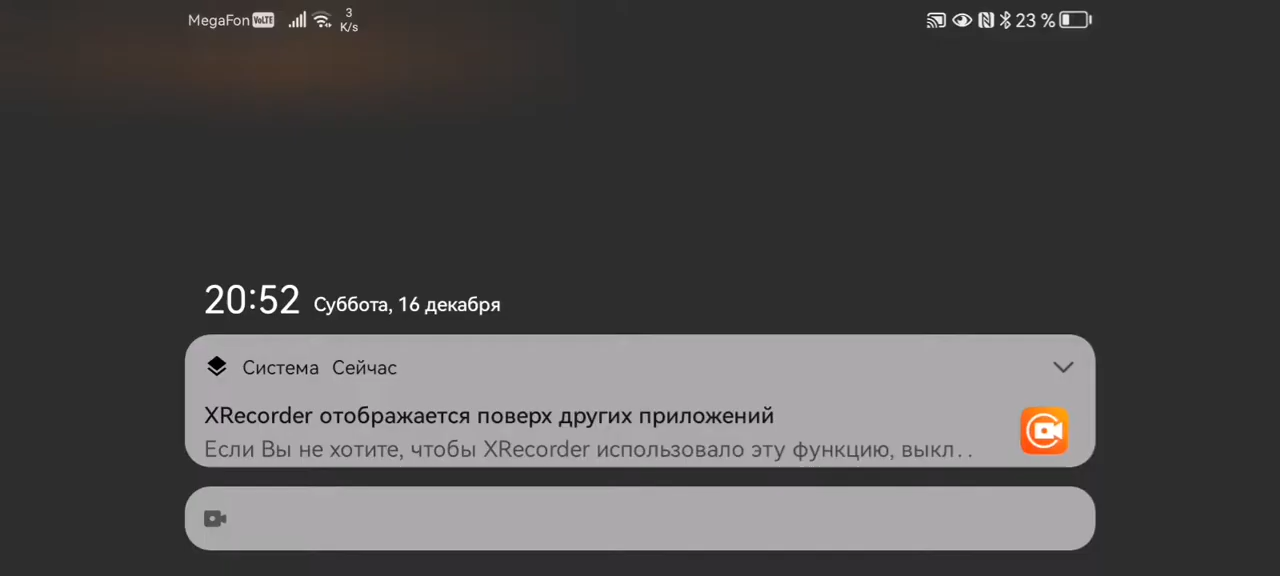 MegaFon VoLTE 3 K/s 23 %
20:52 Суббота, 16 декабря
Система Сейчас
XRecorder отображается поверх других приложений
Если Вы не хотите, чтобы XRecorder использовало эту функцию, выкл..